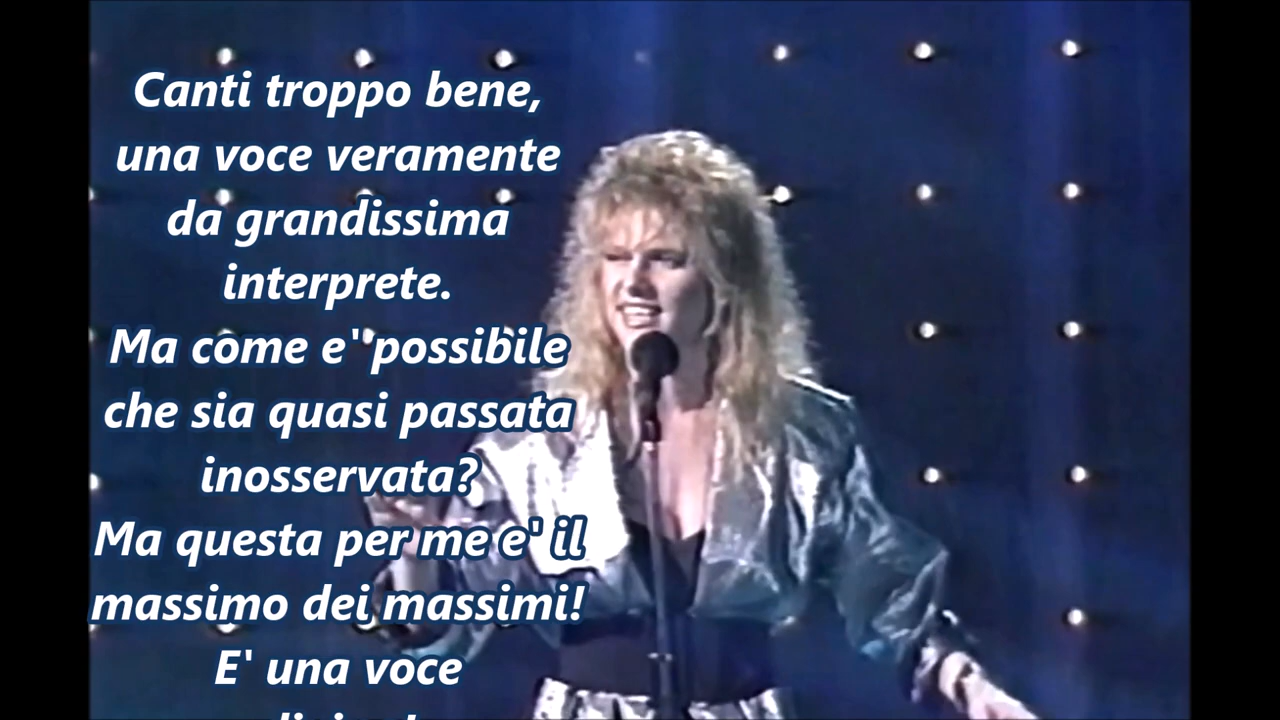 Canti troppo bene,
una voce veramente
da grandissima
interprete.
Ma come e' possibile
che sia quasi passata
inosservata?
Ma questa per me e' il
massimo dei massimi!
E' una voce